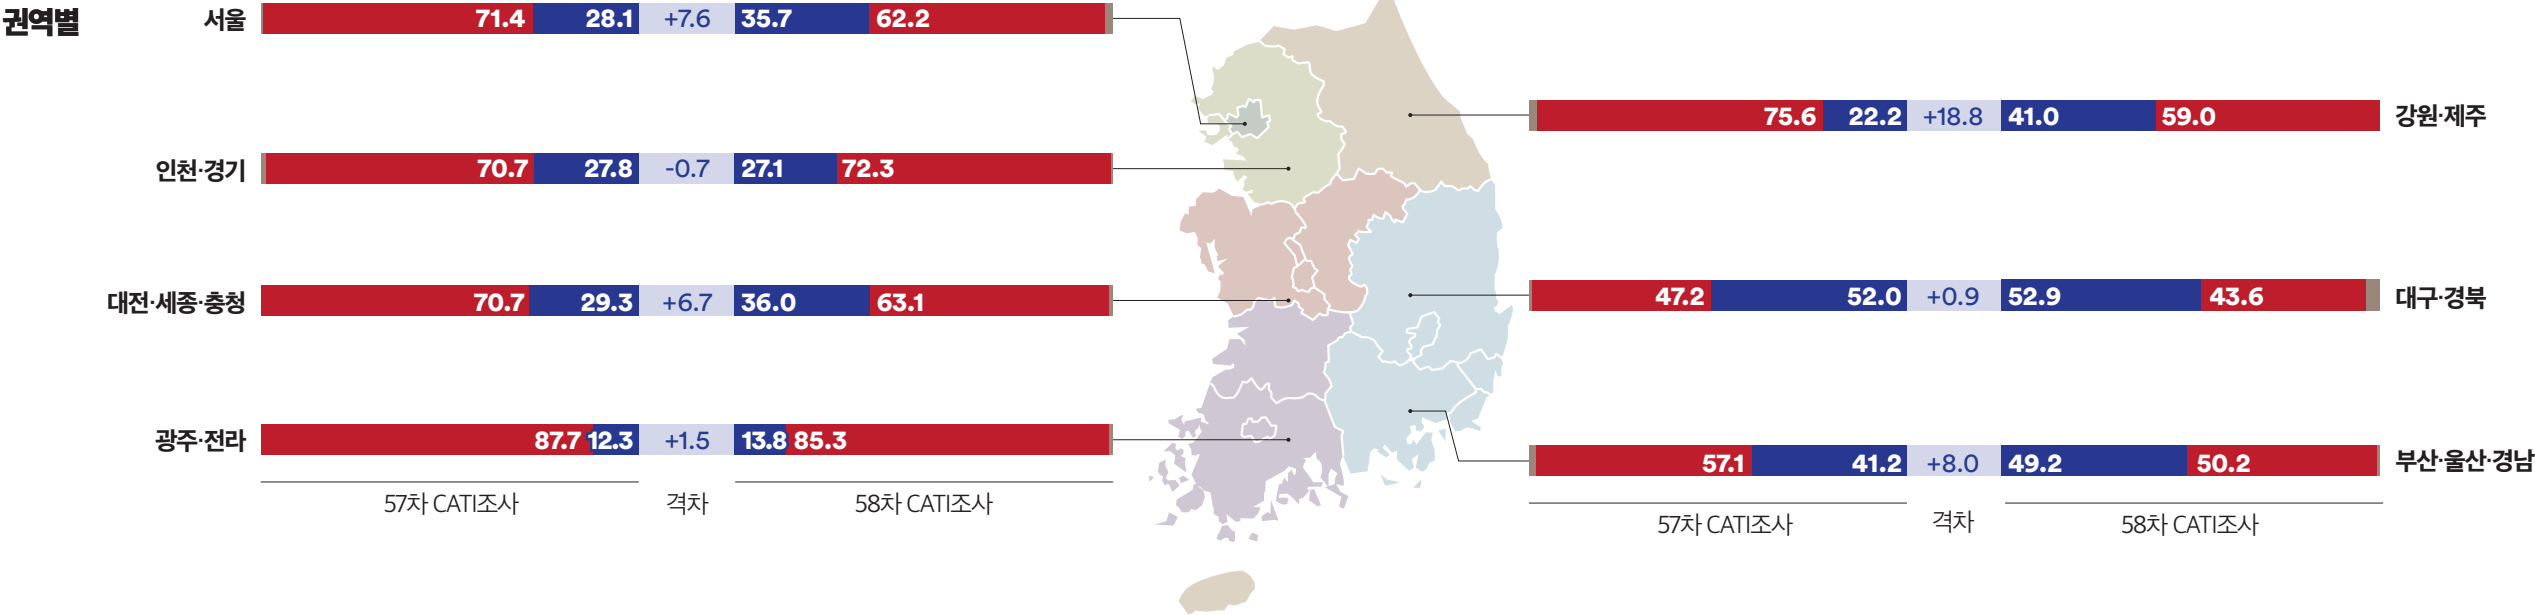 권역별
서울 71.4 28.1 +7.6 35.7 62.2
인천·경기 70.7 27.8 -0.7 27.1 72.3
대전·세종·충청 70.7 29.3 +6.7 36.0 63.1
광주·전라 87.7 12.3 +1.5 13.8 85.3
57차 CATI조사 격차 58차 CATI조사
75.6 22.2 +18.8 41.0 59.0 강원·제주
47.2 52.0 +0.9 52.9 43.6 대구·경북
57.1 41.2 +8.0 49.2 50.2 부산·울산·경남
57차 CATI조사 격차 58차 CATI조사